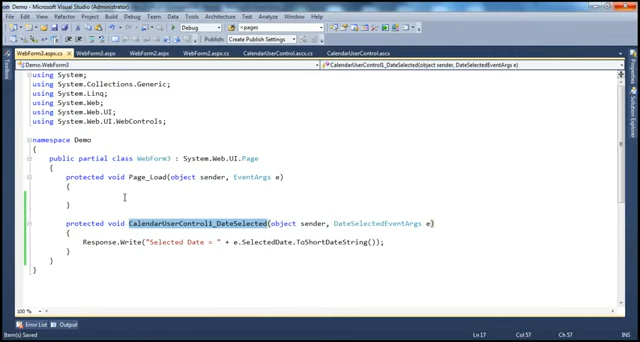 Demo - Microsoft Visual Studio (Administrator)
File Edit View Refactor Project Build Debug Team Data Tools Architecture Test Analyze Window Help
Debug <pages
Publish: Create Publish Settings
WebForm3.aspx.cs WebForm3.aspx WebForm2.aspx WebForm2.aspx.cs CalendarUserControl.ascx.cs CalendarUserControl.ascx
Demo.WebForm3 CalendarUserControl1_DateSelected(object sender, DateSelectedEventArgs e)
using System;
using System.Collections.Generic;
using System.Linq;
using System.Web;
using System.Web.UI;
using System.Web.UI.WebControls;
namespace Demo
{
public partial class WebForm3 : System.Web.UI.Page
{
protected void Page_Load(object sender, EventArgs e)
{
}
protected void CalendarUserControl1_DateSelected(object sender, DateSelectedEventArgs e)
{
Response.Write("Selected Date = " + e.SelectedDate.ToShortDateString());
}
}
}
100 %
Error List Output
Item(s) Saved Ln 17 Col 57 Ch 57 INS
Toolbox
Properties
Solution Explorer